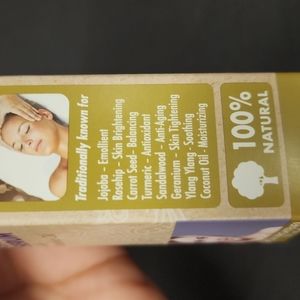 Traditionally known for
Jojoba - Emollient
Rosehip - Skin Brightening
Carrot Seed- Balancing
Turmeric - Antioxidant
Sandalwood - Anti-Aging
Geranium - Skin Tightening
Ylang Ylang -Soothing
Coconut Oil - Moisturizing
100%
NATURAL